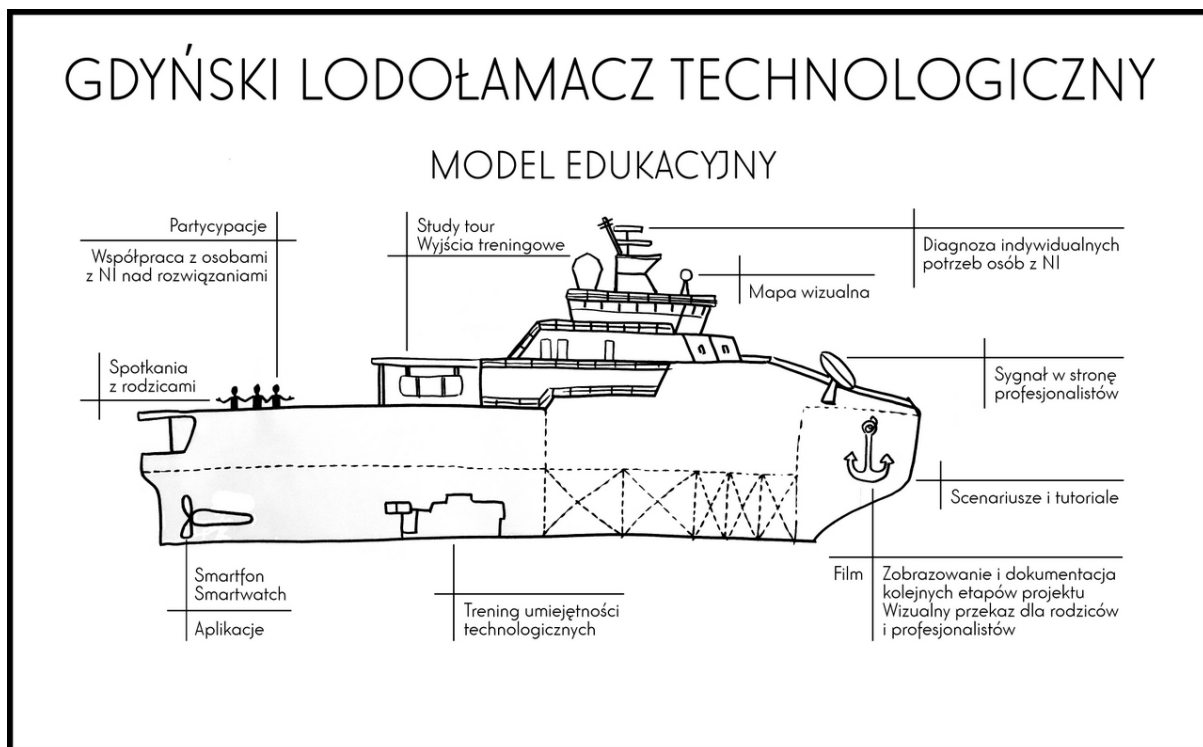 GDYŃSKI LODOŁAMACZ TECHNOLOGICZNY
MODEL EDUKACYJNY
Partycypacje
Współpraca z osobami
z NI nad rozwiązaniami
Study tour
Wyjścia treningowe
Diagnoza indywidualnych
potrzeb osób z NI
Mapa wizualna
Spotkania
z rodzicami
Sygnał w stronę
profesjonalistów
Scenariusze i tutoriale
Smartfon
Smartwatch
Aplikacje
Trening umiejętności
technologicznych
Film
Zobrazowanie i dokumentacja
kolejnych etapów projektu
Wizualny przekaz dla rodziców
i profesjonalistów